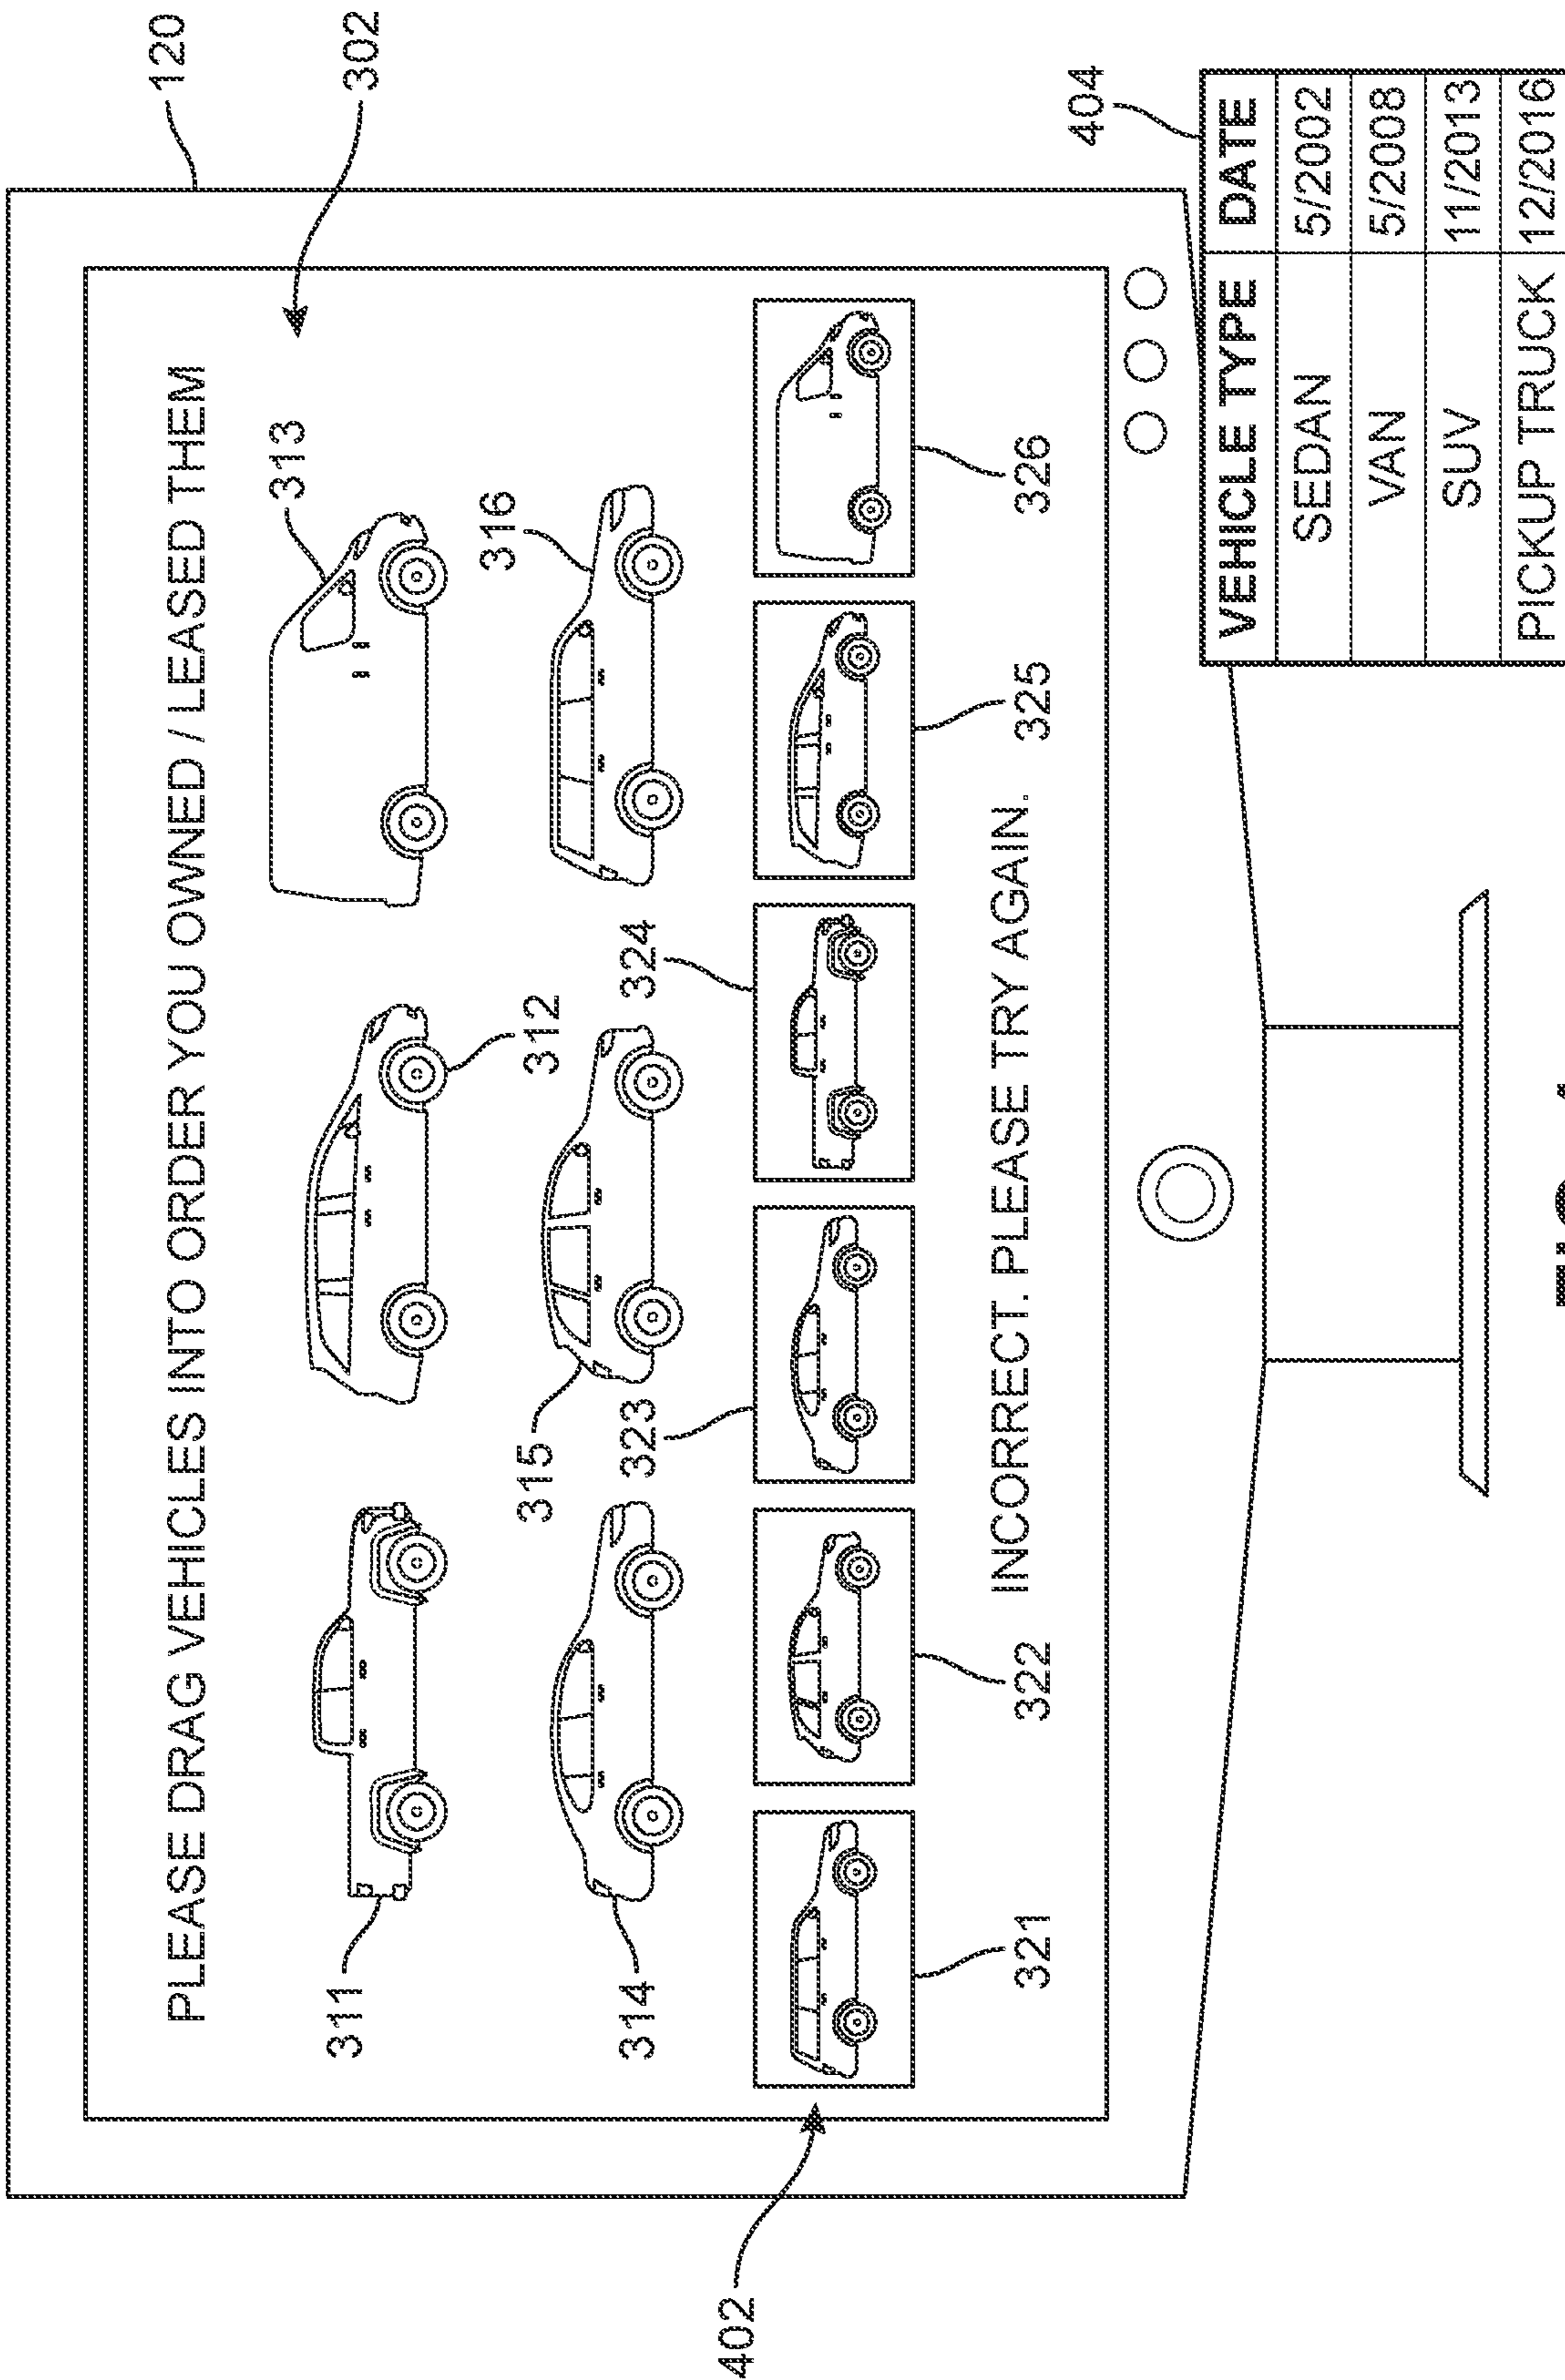 120
302
PLEASE DRAG VEHICLES INTO ORDER YOU OWNED / LEASED THEM
311
312
313
314
315
316
323
324
402
321
322
325
326
INCORRECT. PLEASE TRY AGAIN.
404
VEHICLE TYPE DATE
SEDAN 5/2002
VAN 5/2008
SUV 11/2013
PICKUP TRUCK 12/2016